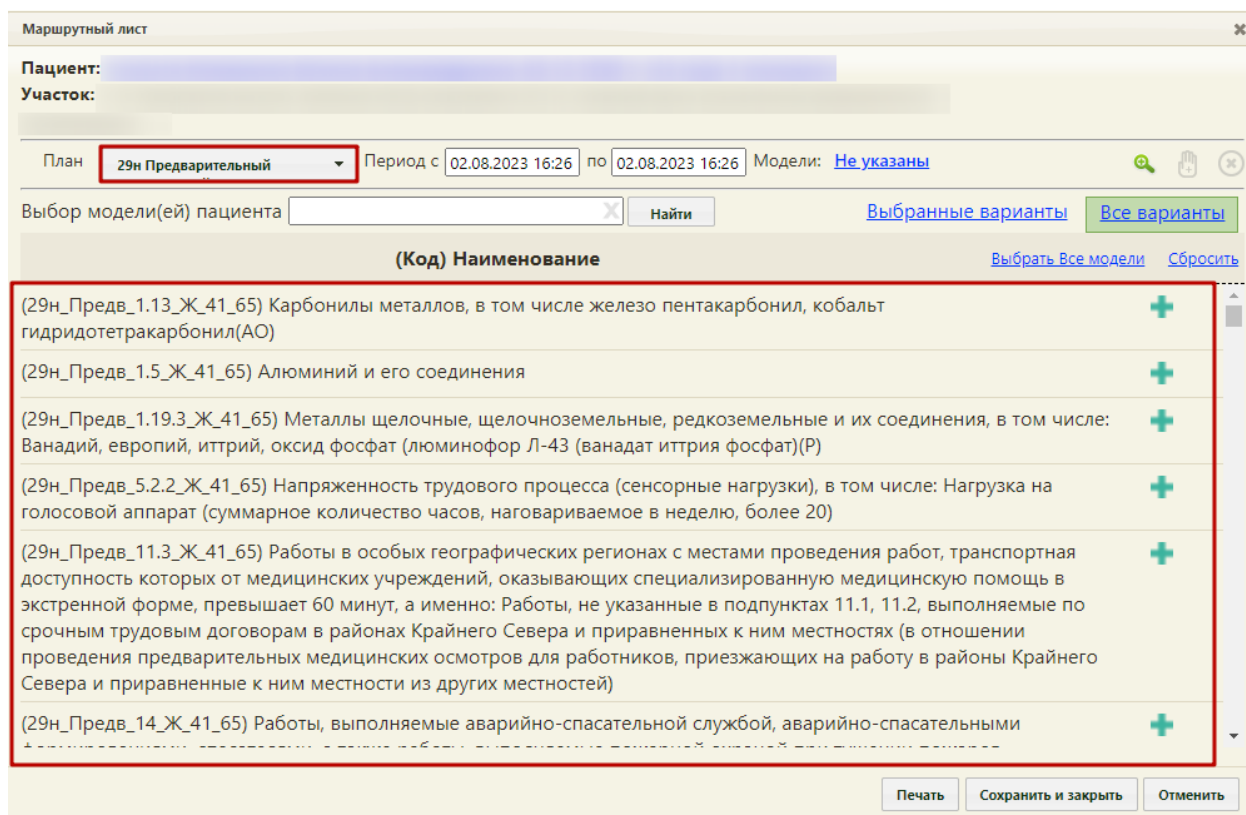 Маршрутный лист
Пациент:
Участок:
План 29н Предварительный Период с 02.08.2023 16:26 по 02.08.2023 16:26 Модели: Не указаны
Выбор модели(ей) пациента Найти Выбранные варианты Все варианты
(Код) Наименование Выбрать Все модели Сбросить
(29н_Предв_1.13_Ж_41_65) Карбонилы металлов, в том числе железо пентакарбонил, кобальт
гидридотетракарбонил(АО)
(29н_Предв_1.5_Ж_41_65) Алюминий и его соединения
(29н_Предв_1.19.3_Ж_41_65) Металлы щелочные, щелочноземельные, редкоземельные и их соединения, в том числе:
Ванадий, европий, иттрий, оксид фосфат (люминофор Л-43 (ванадат иттрия фосфат)(Р)
(29н_Предв_5.2.2_Ж_41_65) Напряженность трудового процесса (сенсорные нагрузки), в том числе: Нагрузка на
голосовой аппарат (суммарное количество часов, наговариваемое в неделю, более 20)
(29н_Предв_11.3_Ж_41_65) Работы в особых географических регионах с местами проведения работ, транспортная
доступность которых от медицинских учреждений, оказывающих специализированную медицинскую помощь в
экстренной форме, превышает 60 минут, а именно: Работы, не указанные в подпунктах 11.1, 11.2, выполняемые по
срочным трудовым договорам в районах Крайнего Севера и приравненных к ним местностях (в отношении
проведения предварительных медицинских осмотров для работников, приезжающих на работу в районы Крайнего
Севера и приравненные к ним местности из других местностей)
(29н_Предв_14_Ж_41_65) Работы, выполняемые аварийно-спасательной службой, аварийно-спасательными
Печать Сохранить и закрыть Отменить